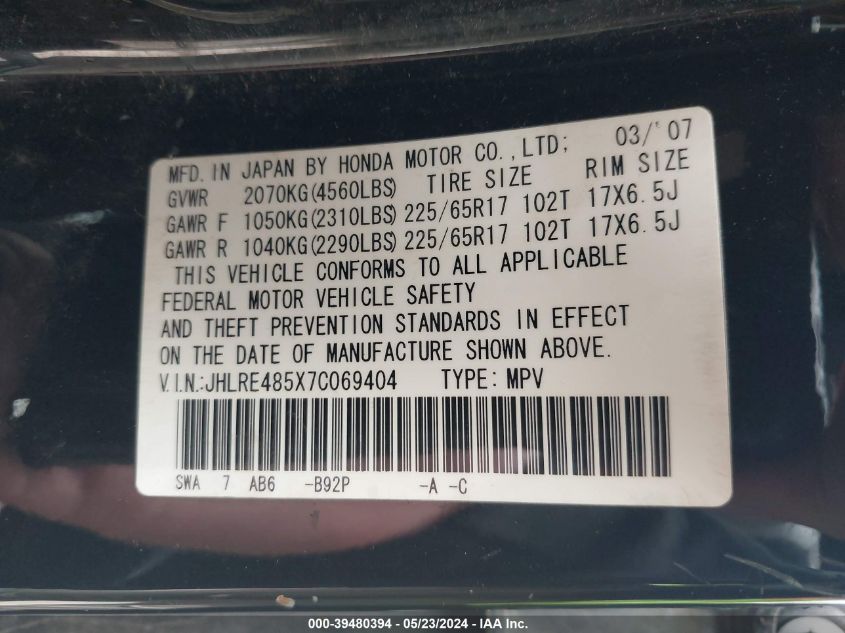 MFD. IN JAPAN BY HONDA MOTOR CO.,LTD; 03/'07
GVWR 2070KG(4560LBS) TIRE SIZE RIM SIZE
GAWR F 1050KG(2310LBS) 225/65R17 102T 17X6.5J
GAWR R 1040KG(2290LBS) 225/65R17 102T 17X6.5J
THIS VEHICLE CONFORMS TO ALL APPLICABLE
FEDERAL MOTOR VEHICLE SAFETY
AND THEFT PREVENTION STANDARDS IN EFFECT
ON THE DATE OF MANUFACTURE SHOWN ABOVE.
V.I.N.:JHLRE485X7C069404 TYPE: MPV
SWA 7 AB6 -B92P -A -C
000-39480394 - 05/23/2024 - IAA Inc.